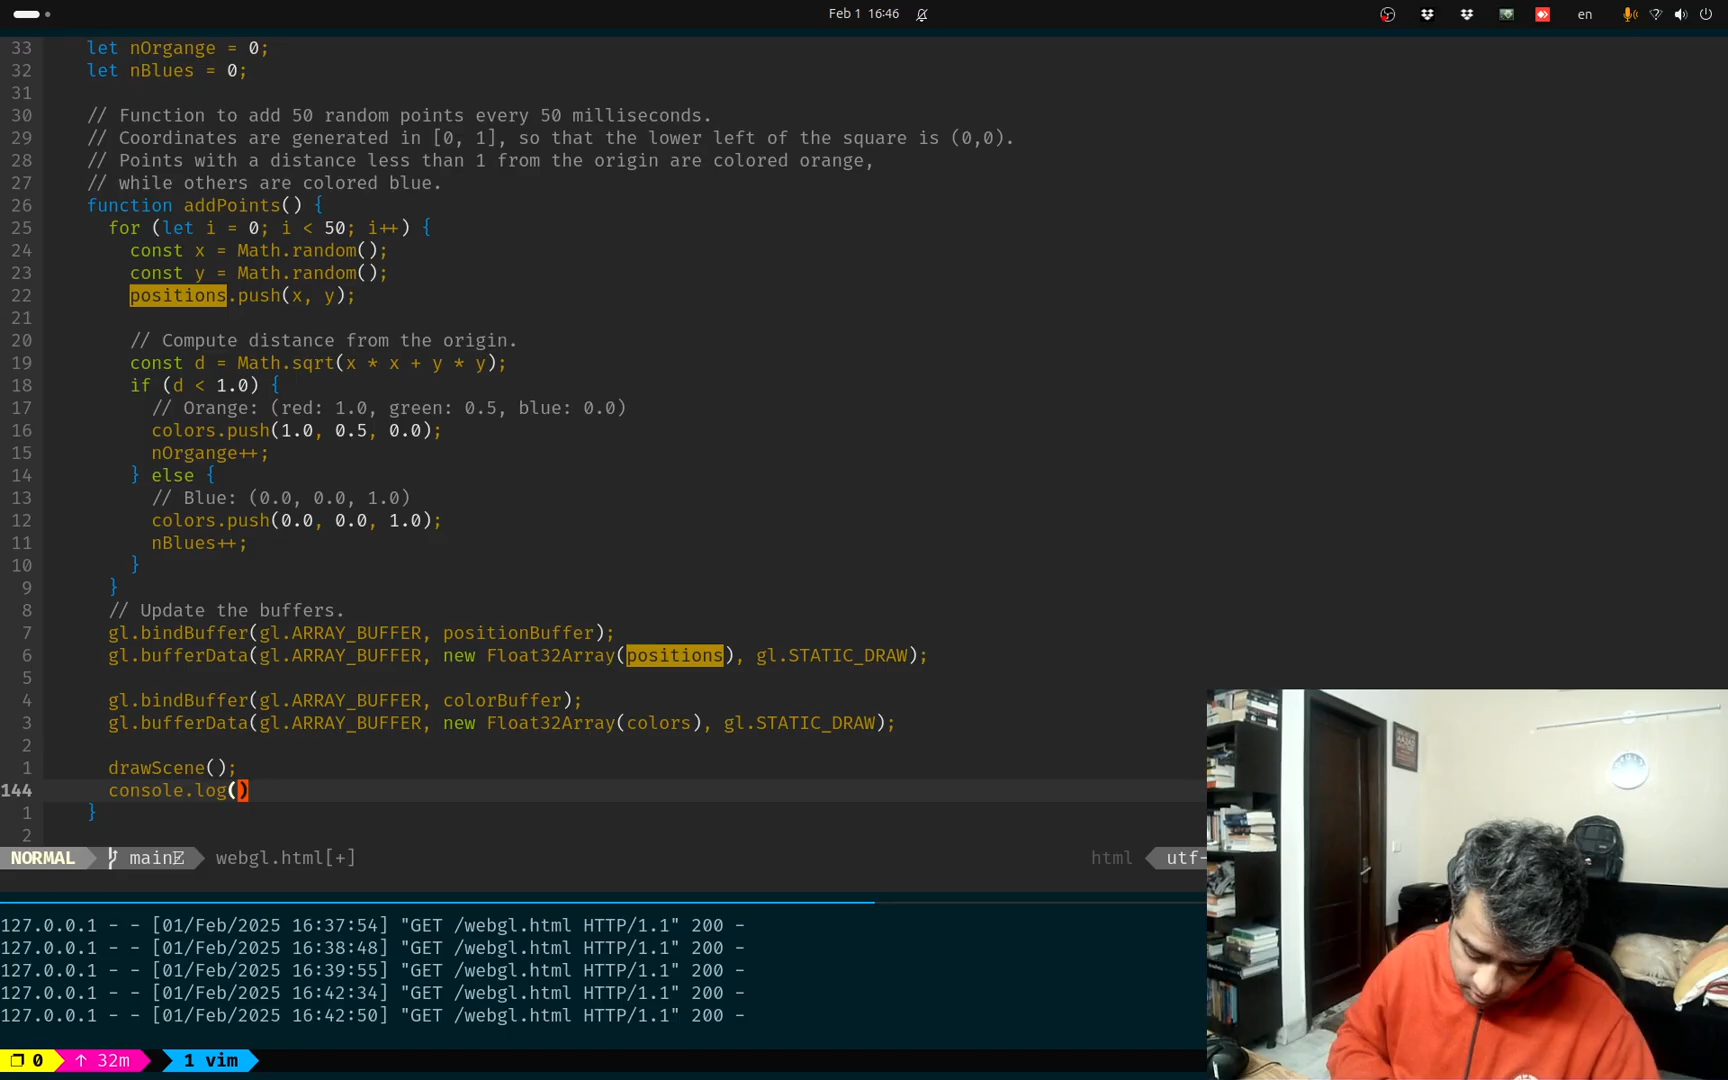 Feb 1 16:46
en
33 let nOrgange = 0;
32 let nBlues = 0;
31
30 // Function to add 50 random points every 50 milliseconds.
29 // Coordinates are generated in [0, 1], so that the lower left of the square is (0,0).
28 // Points with a distance less than 1 from the origin are colored orange,
27 // while others are colored blue.
26 function addPoints() {
25 for (let i = 0; i < 50; i++) {
24 const x = Math.random();
23 const y = Math.random();
22 positions.push(x, y);
21
20 // Compute distance from the origin.
19 const d = Math.sqrt(x * x + y * y);
18 if (d < 1.0) {
17 // Orange: (red: 1.0, green: 0.5, blue: 0.0)
16 colors.push(1.0, 0.5, 0.0);
15 nOrgange++;
14 } else {
13 // Blue: (0.0, 0.0, 1.0)
12 colors.push(0.0, 0.0, 1.0);
11 nBlues++;
10 }
9 }
8 // Update the buffers.
7 gl.bindBuffer(gl.ARRAY_BUFFER, positionBuffer);
6 gl.bufferData(gl.ARRAY_BUFFER, new Float32Array(positions), gl.STATIC_DRAW);
5
4 gl.bindBuffer(gl.ARRAY_BUFFER, colorBuffer);
3 gl.bufferData(gl.ARRAY_BUFFER, new Float32Array(colors), gl.STATIC_DRAW);
2
1 drawScene();
144 console.log()
1 }
2
NORMAL main webgl.html[+] html utf-
127.0.0.1 - - [01/Feb/2025 16:37:54] "GET /webgl.html HTTP/1.1" 200 -
127.0.0.1 - - [01/Feb/2025 16:38:48] "GET /webgl.html HTTP/1.1" 200 -
127.0.0.1 - - [01/Feb/2025 16:39:55] "GET /webgl.html HTTP/1.1" 200 -
127.0.0.1 - - [01/Feb/2025 16:42:34] "GET /webgl.html HTTP/1.1" 200 -
127.0.0.1 - - [01/Feb/2025 16:42:50] "GET /webgl.html HTTP/1.1" 200 -
0 ↑ 32m 1 vim